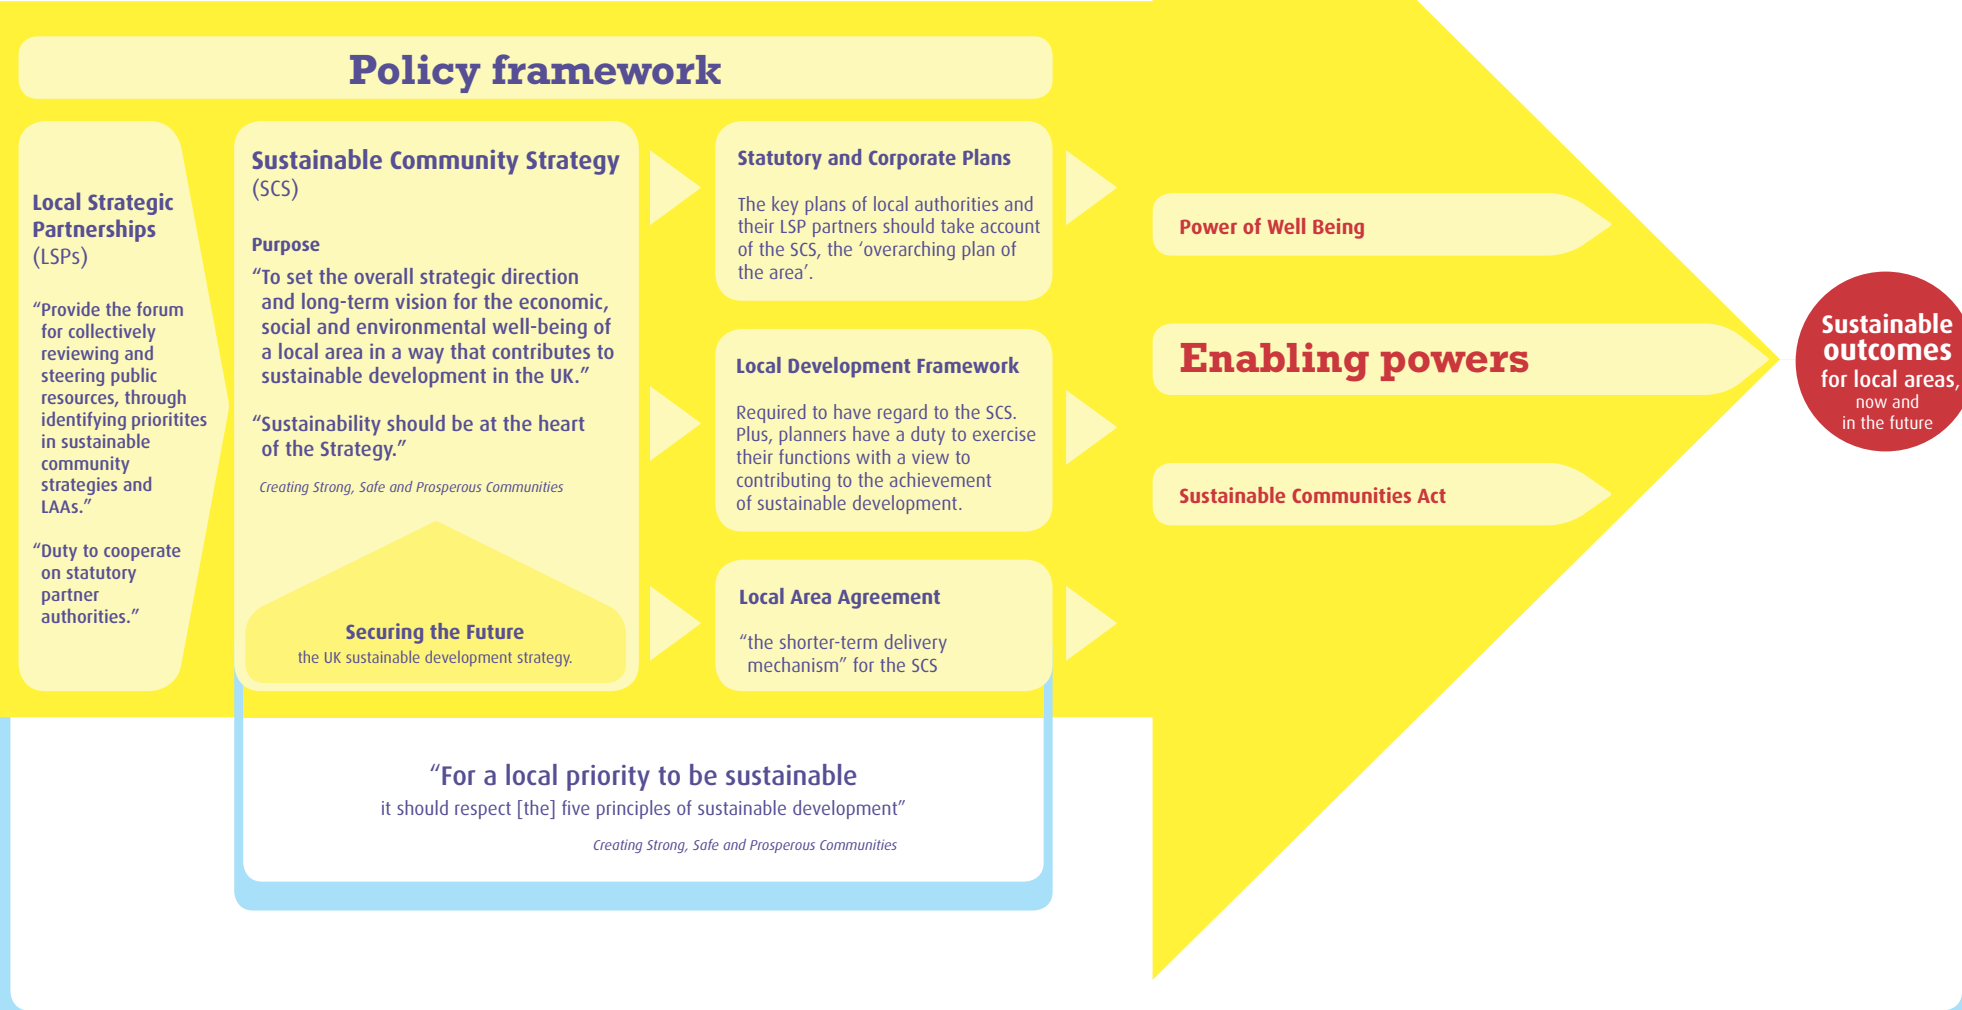 Policy framework
Local Strategic
Partnerships
(LSPs)
“Provide the forum
for collectively
reviewing and
steering public
resources, through
identifying prioritites
in sustainable
community
strategies and
LAAs.”
“Duty to cooperate
on statutory
partner
authorities.”
Sustainable Community Strategy
(SCS)
Purpose
“To set the overall strategic direction
and long-term vision for the economic,
social and environmental well-being of
a local area in a way that contributes to
sustainable development in the UK.”
“Sustainability should be at the heart
of the Strategy.”
Creating Strong, Safe and Prosperous Communities
Securing the Future
the UK sustainable development strategy.
Statutory and Corporate Plans
The key plans of local authorities and
their LSP partners should take account
of the SCS, the ‘overarching plan of
the area’.
Local Development Framework
Required to have regard to the SCS.
Plus, planners have a duty to exercise
their functions with a view to
contributing to the achievement
of sustainable development.
Local Area Agreement
“the shorter-term delivery
mechanism” for the SCS
Power of Well Being
Enabling powers
Sustainable Communities Act
Sustainable
outcomes
for local areas,
now and
in the future
“For a local priority to be sustainable
it should respect [the] five principles of sustainable development”
Creating Strong, Safe and Prosperous Communities